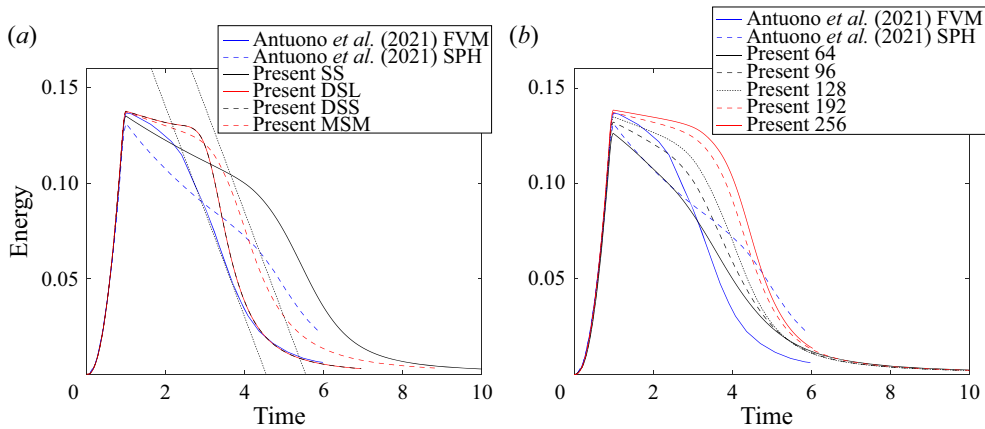 (a)
Antuono et al. (2021) FVM
Antuono et al. (2021) SPH
Present SS
Present DSL
Present DSS
Present MSM
0.15
0.10
0.05
0
2
4
6
8
10
Energy
Time
(b)
Antuono et al. (2021) FVM
Antuono et al. (2021) SPH
Present 64
Present 96
Present 128
Present 192
Present 256
0.15
0.10
0.05
0
2
4
6
8
10
Time